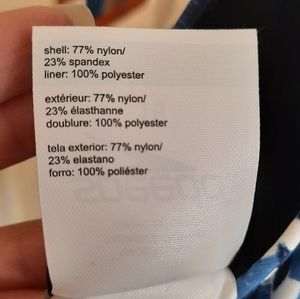 shell: 77% nylon/
23% spandex
liner: 100% polyester
extérieur: 77% nylon/
23% élasthanne
doublure: 100% polyester
tela exterior: 77% nylon/
23% elastano
forro: 100% poliéster